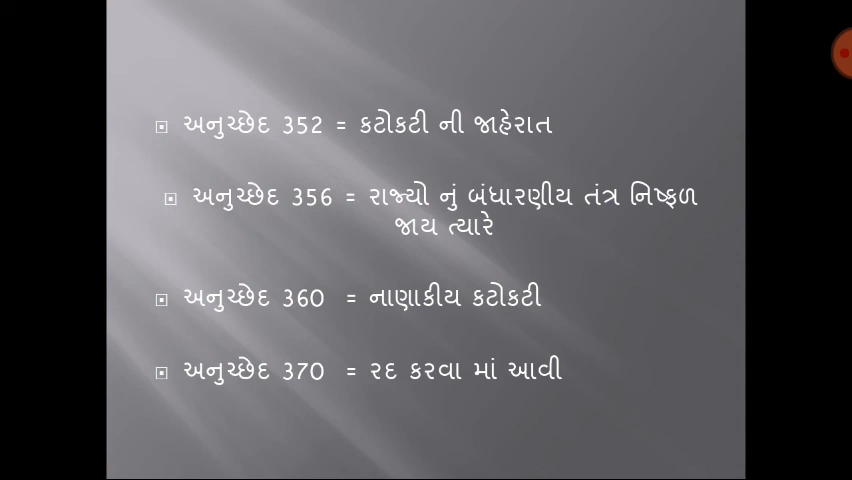 અનુચ્છેદ 352 = કટોકટી ની જાહેરાત
અનુચ્છેદ 356 = રાજ્યો નું બંધારણીય તંત્ર નિષ્ફળ
જાય ત્યારે
અનુચ્છેદ 360 = નાણાકીય કટોકટી
અનુચ્છેદ 370 = રદ કરવા માં આવી